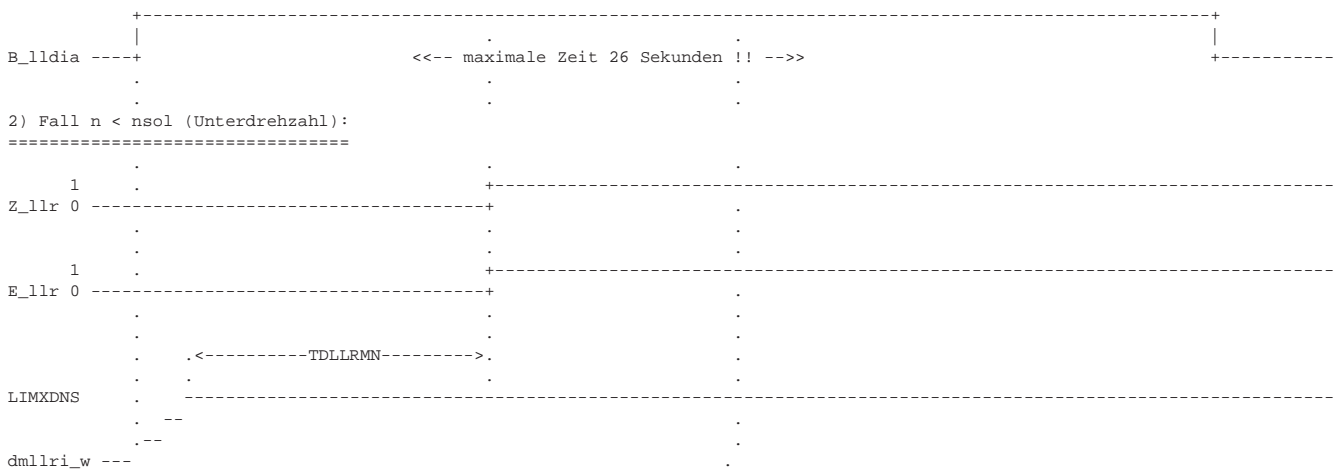 B_lldia ----+ <<-- maximale Zeit 26 Sekunden !! -->> +-----------
2) Fall n < nsol (Unterdrehzahl):
=================================
1
Z_llr 0
1
E_llr 0
<----------TDLLRMN--------->
LIMXDNS
dmllri_w ---